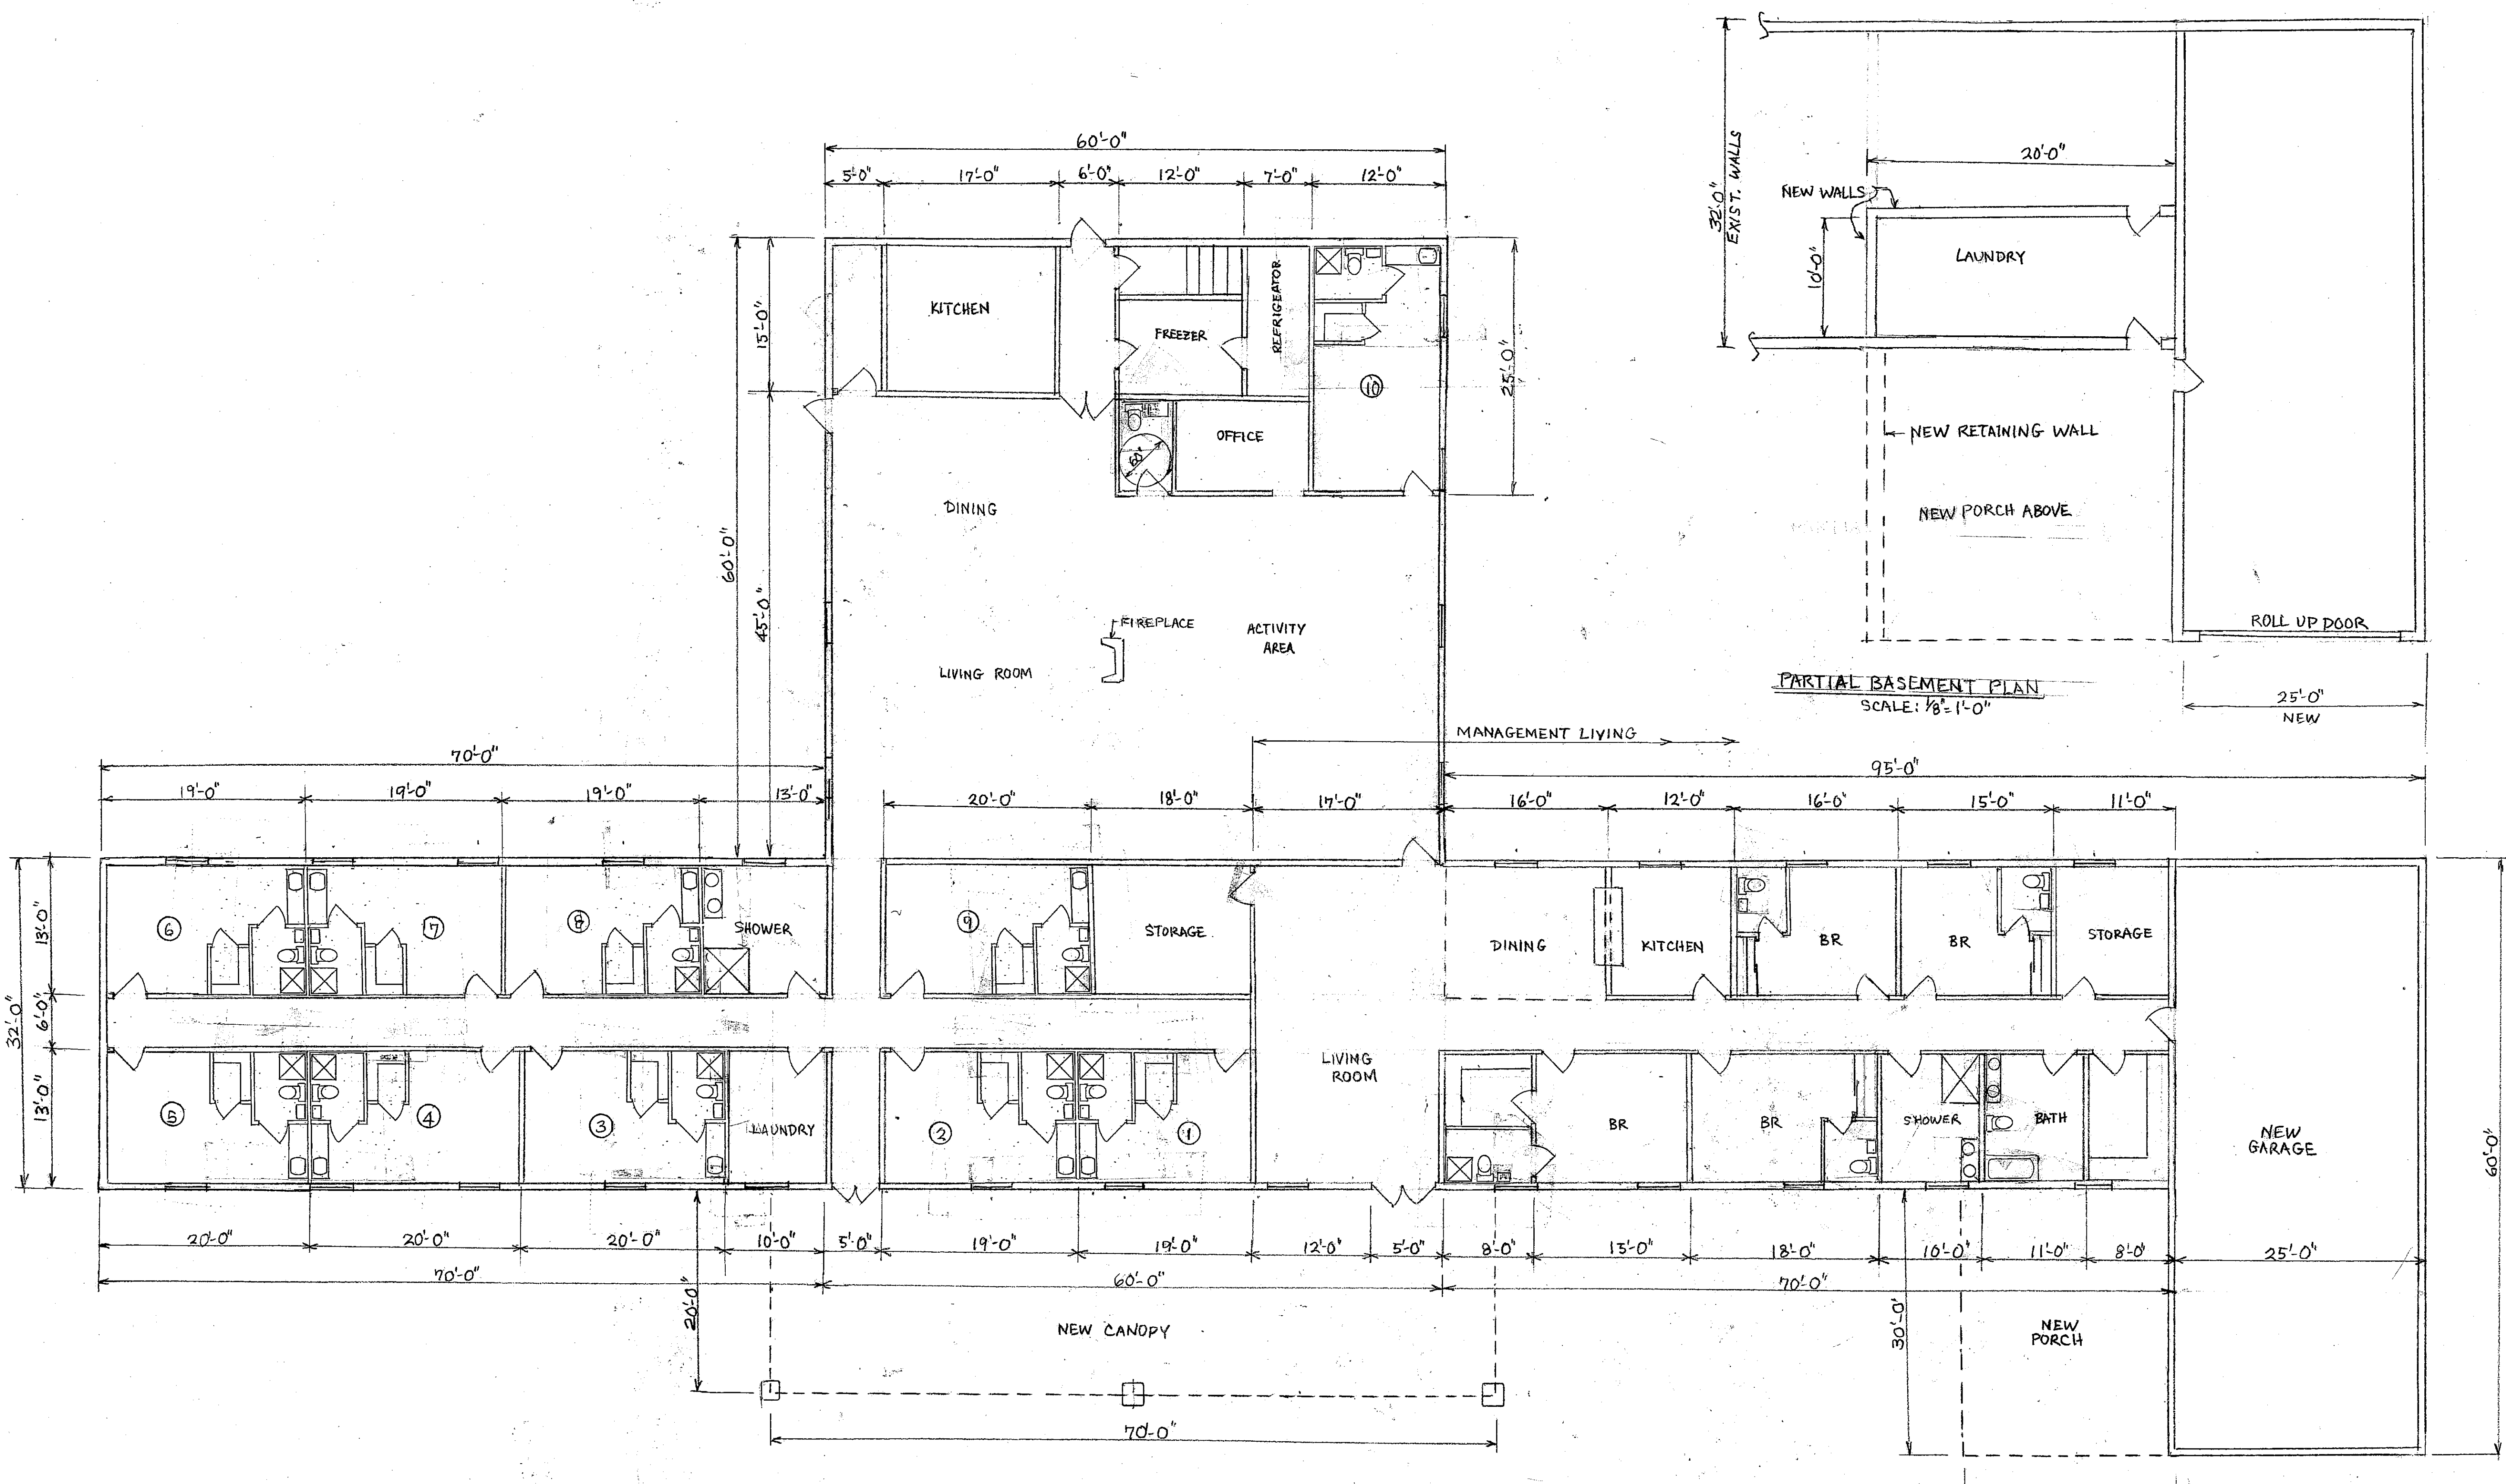 60'-0"
5'-0" 17'-0" 6'-0" 12'-0" 7'-0" 12'-0"
60'-0"
15'-0"
45'-0"
25'-0"
KITCHEN
FREEZER
REFRIGEATOR
10
OFFICE
60"
DINING
FIREPLACE
ACTIVITY
AREA
LIVING ROOM
32'-0"
EXIST. WALLS
20'-0"
NEW WALLS
10'-0"
LAUNDRY
NEW RETAINING WALL
NEW PORCH ABOVE
ROLL UP DOOR
PARTIAL BASEMENT PLAN
SCALE: 1/8"=1'-0"
25'-0"
NEW
MANAGEMENT LIVING
70'-0"
95'-0"
19'-0" 19'-0" 19'-0" 13'-0" 20'-0" 18'-0" 17'-0" 16'-0" 12'-0" 16'-0" 15'-0" 11'-0"
32'-0"
13'-0"
6'-0"
13'-0"
6
7
8
SHOWER
9
STORAGE
DINING
KITCHEN
BR
BR
STORAGE
LIVING
ROOM
5
4
3
LAUNDRY
2
1
BR
BR
SHOWER
BATH
NEW
GARAGE
60'-0"
20'-0" 20'-0" 20'-0" 10'-0" 5'-0" 19'-0" 19'-0" 12'-0" 5'-0" 8'-0" 15'-0" 18'-0" 10'-0" 11'-0" 8'-0" 25'-0"
70'-0" 60'-0" 70'-0"
20'-0"
NEW CANOPY
30'-0"
NEW
PORCH
70'-0"